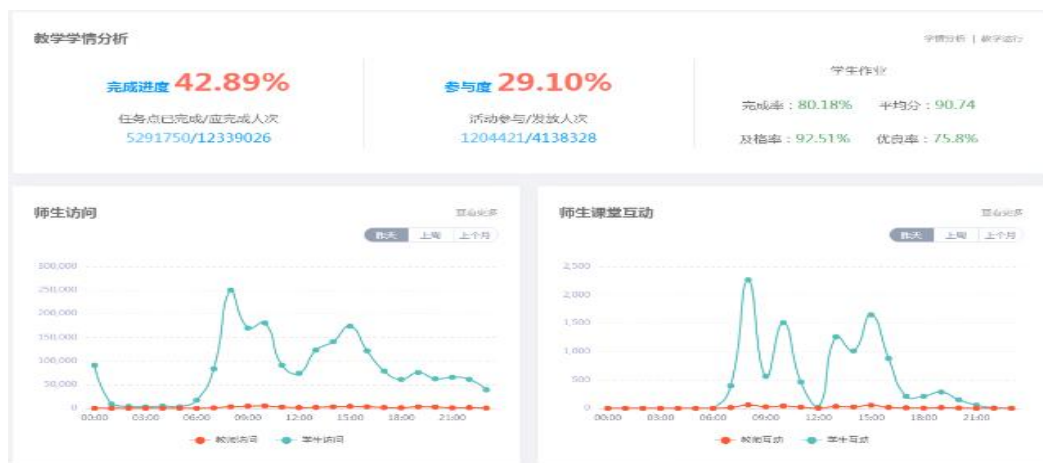 教学学情分析
学情分析 | 教学运行
完成进度 42.89%
任务点已完成/应完成人次
5291750/12339026
参与度 29.10%
活动参与/发放人次
1204421/4138328
学生作业
完成率：80.18% 平均分：90.74
及格率：92.51% 优良率：75.8%
师生访问
查看更多
昨天 上周 上个月
300,000
250,000
200,000
150,000
100,000
50,000
0
00:00 03:00 06:00 09:00 12:00 15:00 18:00 21:00
教师访问 学生访问
师生课堂互动
查看更多
昨天 上周 上个月
2,500
2,000
1,500
1,000
500
0
00:00 03:00 06:00 09:00 12:00 15:00 18:00 21:00
教师互动 学生互动